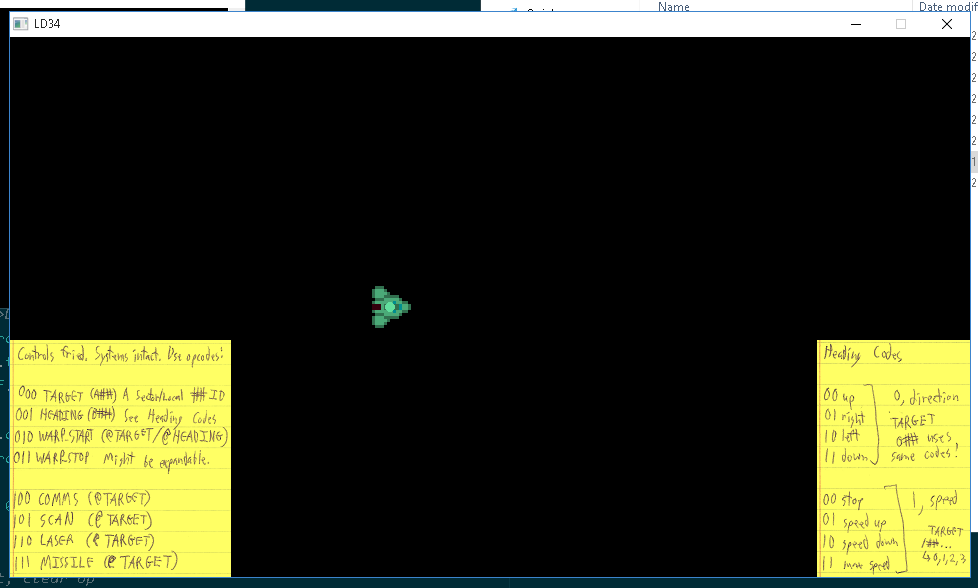 Name
Date modif
LD34
Controls fried. Systems intact. Use opcodes:
000 TARGET (A##) A Sector/Local ## ID
001 HEADING (B##) See Heading Codes
010 WARP_START (@TARGET/@HEADING)
011 WARPSTOP Might be expandable.
100 COMMS (@TARGET)
101 SCAN (@TARGET)
110 LASER (@TARGET)
111 MISSILE (@TARGET)
Heading Codes
00 up
01 right
10 left
11 down
0, direction
TARGET
0## uses
same codes!
00 stop
01 speed up
10 speed down
11 max speed
1, speed
TARGET
1##...
↳0,1,2,3
, clear up